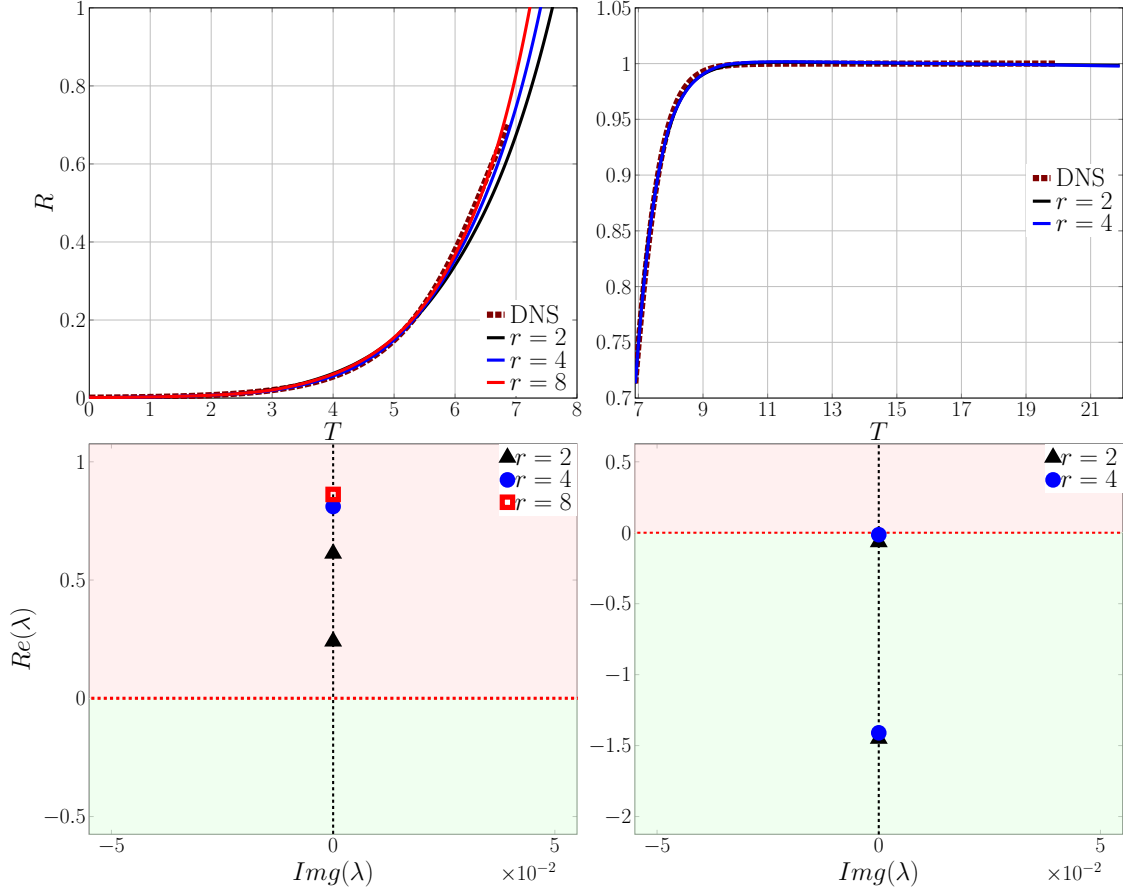 1
0.8
0.6
0.4
0.2
0
R
0 1 2 3 4 5 6 7 8
T
DNS
r = 2
r = 4
r = 8
1.05
1
0.95
0.9
0.85
0.8
0.75
0.7
7 9 11 13 15 17 19 21
T
DNS
r = 2
r = 4
1
0.5
0
−0.5
Re(λ)
−5 0 5
Img(λ)
×10−2
r = 2
r = 4
r = 8
0.5
0
−0.5
−1
−1.5
−2
−5 0 5
Img(λ)
×10−2
r = 2
r = 4